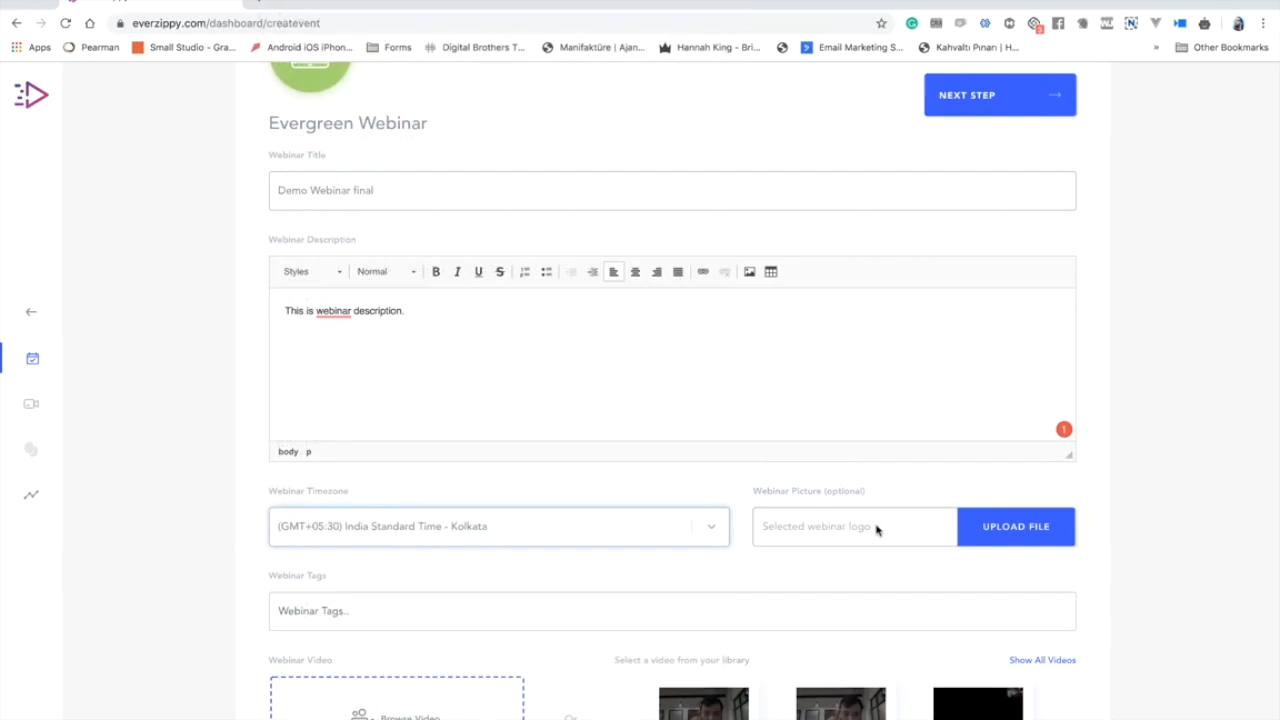 everzippy.com/dashboard/createvent
Apps
Pearman
Small Studio - Gra...
Android iOS iPhon...
Forms
Digital Brothers T...
Manifaktüre | Ajan...
Hannah King - Bri...
Email Marketing S...
Kahvaltı Pınarı | H...
»
Other Bookmarks
3
NEXT STEP
Evergreen Webinar
Webinar Title
Demo Webinar final
Webinar Description
Styles
Normal
B I U S
This is webinar description.
1
body p
Webinar Timezone
Webinar Picture (optional)
(GMT+05:30) India Standard Time - Kolkata
Selected webinar logo
UPLOAD FILE
Webinar Tags
Webinar Tags..
Webinar Video
Select a video from your library
Show All Videos
Browse Video